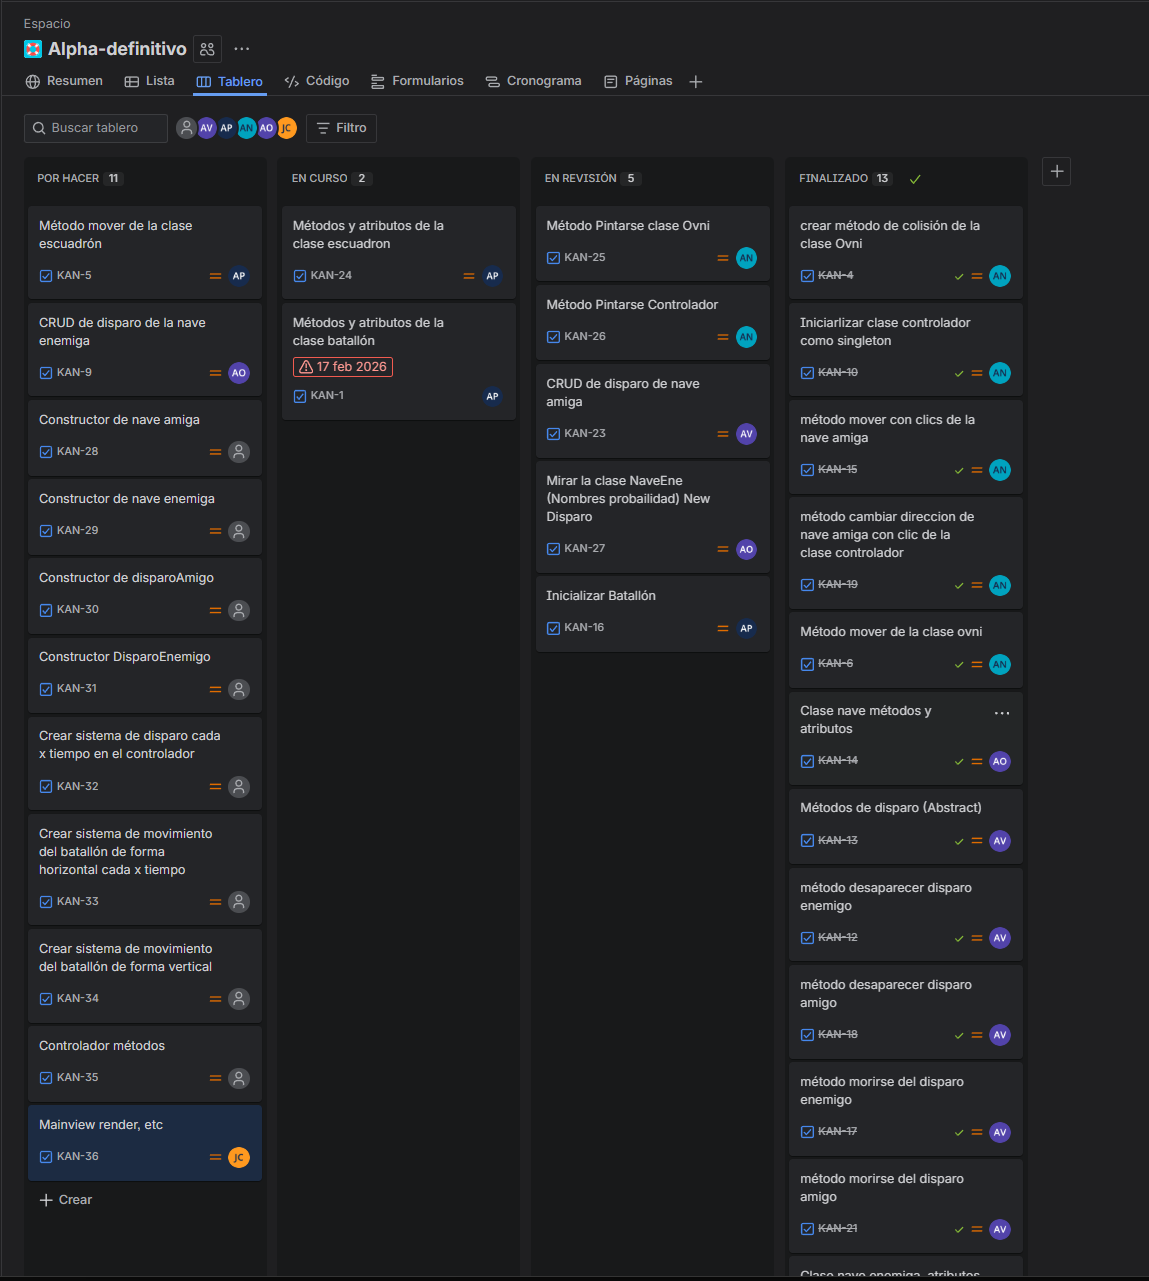 Espacio
Alpha-definitivo
Resumen
Lista
Tablero
Código
Formularios
Cronograma
Páginas
Buscar tablero
AV
AP
AN
AO
JC
Filtro
POR HACER 11
Método mover de la clase
escuadrón
KAN-5
AP
CRUD de disparo de la nave
enemiga
KAN-9
AO
Constructor de nave amiga
KAN-28
Constructor de nave enemiga
KAN-29
Constructor de disparoAmigo
KAN-30
Constructor DisparoEnemigo
KAN-31
Crear sistema de disparo cada
x tiempo en el controlador
KAN-32
Crear sistema de movimiento
del batallón de forma
horizontal cada x tiempo
KAN-33
Crear sistema de movimiento
del batallón de forma vertical
KAN-34
Controlador métodos
KAN-35
Mainview render, etc
KAN-36
JC
Crear
EN CURSO 2
Métodos y atributos de la
clase escuadron
KAN-24
AP
Métodos y atributos de la
clase batallón
17 feb 2026
KAN-1
AP
EN REVISIÓN 5
Método Pintarse clase Ovni
KAN-25
AN
Método Pintarse Controlador
KAN-26
AN
CRUD de disparo de nave
amiga
KAN-23
AV
Mirar la clase NaveEne
(Nombres probailidad) New
Disparo
KAN-27
AO
Inicializar Batallón
KAN-16
AP
FINALIZADO 13
crear método de colisión de la
clase Ovni
KAN-4
AN
Iniciarlizar clase controlador
como singleton
KAN-10
AN
método mover con clics de la
nave amiga
KAN-15
AN
método cambiar direccion de
nave amiga con clic de la
clase controlador
KAN-19
AN
Método mover de la clase ovni
KAN-6
AN
Clase nave métodos y
atributos
KAN-14
AO
Métodos de disparo (Abstract)
KAN-13
AV
método desaparecer disparo
enemigo
KAN-12
AV
método desaparecer disparo
amigo
KAN-18
AV
método morirse del disparo
enemigo
KAN-17
AV
método morirse del disparo
amigo
KAN-21
AV
Clase nave enemiga, atributos